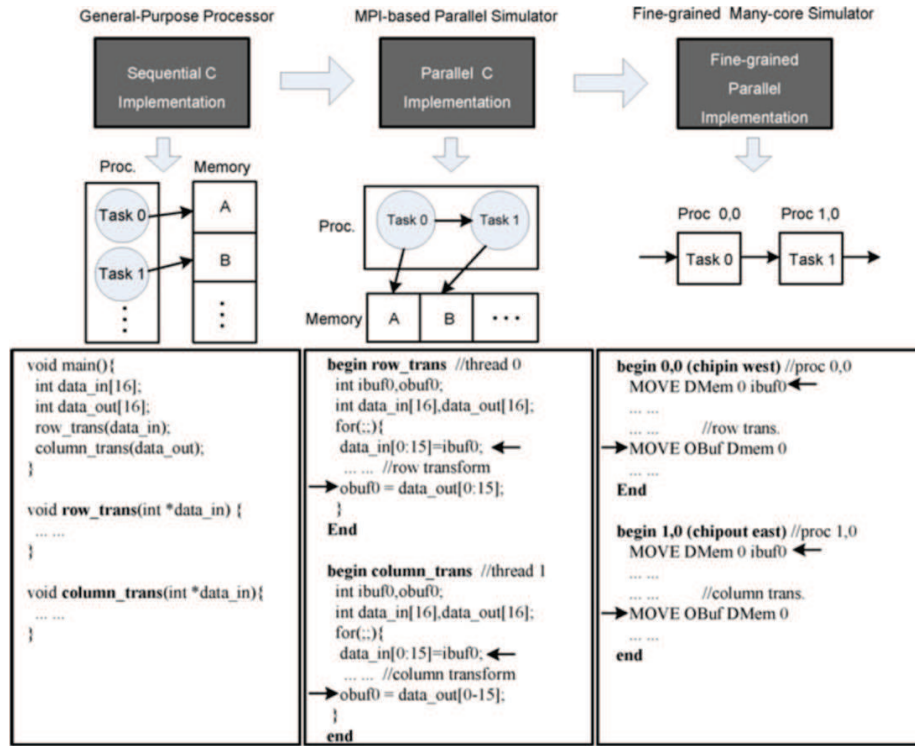 General-Purpose Processor
MPI-based Parallel Simulator
Fine-grained Many-core Simulator
Sequential C
Implementation
Parallel C
Implementation
Fine-grained
Parallel
Implementation
Proc.
Memory
Task 0
Task 1
A
B
Proc.
Task 0
Task 1
Memory
A
B
Proc 0,0
Proc 1,0
Task 0
Task 1
void main(){
int data_in[16];
int data_out[16];
row_trans(data_in);
column_trans(data_out);
}
void row_trans(int *data_in) {
... ...
}
void column_trans(int *data_in){
... ...
}
begin row_trans //thread 0
int ibuf0,obuf0;
int data_in[16],data_out[16];
for(;;){
data_in[0:15]=ibuf0;
... ... //row transform
obuf0 = data_out[0:15];
}
End
begin column_trans //thread 1
int ibuf0,obuf0;
int data_in[16],data_out[16];
for(;;){
data_in[0:15]=ibuf0;
... ... //column transform
obuf0 = data_out[0-15];
}
end
begin 0,0 (chipin west) //proc 0,0
MOVE DMem 0 ibuf0
... ...
... ... //row trans.
MOVE OBuf Dmem 0
... ...
End
begin 1,0 (chipout east) //proc 1,0
MOVE DMem 0 ibuf0
... ...
... ... //column trans.
MOVE OBuf DMem 0
... ...
end